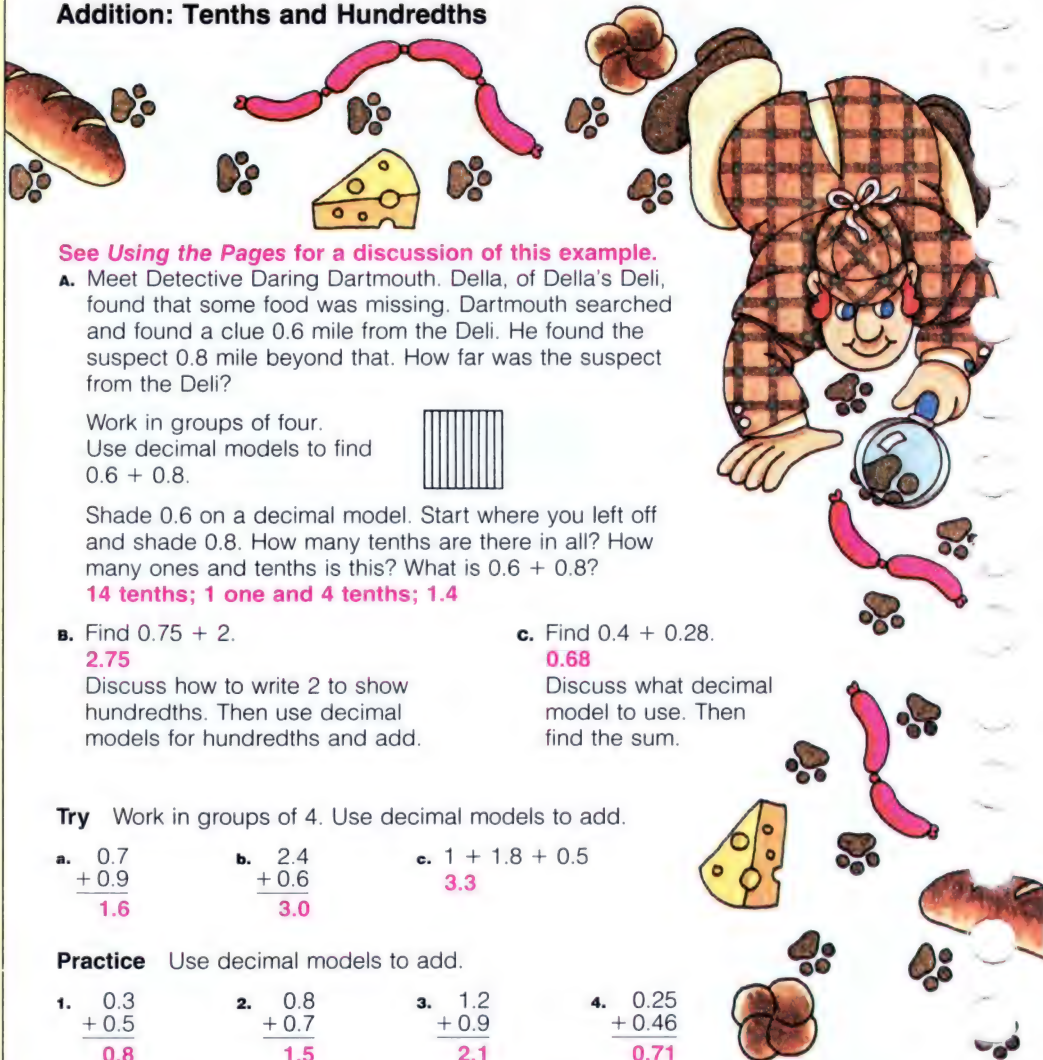 Addition: Tenths and Hundredths
See Using the Pages for a discussion of this example.
A. Meet Detective Daring Dartmouth. Della, of Della's Deli,
found that some food was missing. Dartmouth searched
and found a clue 0.6 mile from the Deli. He found the
suspect 0.8 mile beyond that. How far was the suspect
from the Deli?
Work in groups of four.
Use decimal models to find
0.6 + 0.8.
Shade 0.6 on a decimal model. Start where you left off
and shade 0.8. How many tenths are there in all? How
many ones and tenths is this? What is 0.6 + 0.8?
14 tenths; 1 one and 4 tenths; 1.4
B. Find 0.75 + 2.
2.75
Discuss how to write 2 to show
hundredths. Then use decimal
models for hundredths and add.
C. Find 0.4 + 0.28.
0.68
Discuss what decimal
model to use. Then
find the sum.
Try Work in groups of 4. Use decimal models to add.
a. 0.7
+ 0.9
1.6
b. 2.4
+ 0.6
3.0
c. 1 + 1.8 + 0.5
3.3
Practice Use decimal models to add.
1. 0.3
+ 0.5
0.8
2. 0.8
+ 0.7
1.5
3. 1.2
+ 0.9
2.1
4. 0.25
+ 0.46
0.71